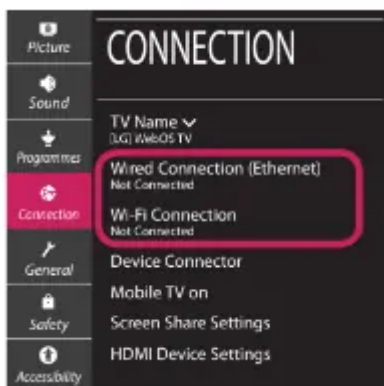 Picture
Sound
Programmes
Connection
General
Safety
Accessibility
CONNECTION
TV Name
[LG] WebOS TV
Wired Connection (Ethernet)
Not Connected
Wi-Fi Connection
Not Connected
Device Connector
Mobile TV on
Screen Share Settings
HDMI Device Settings